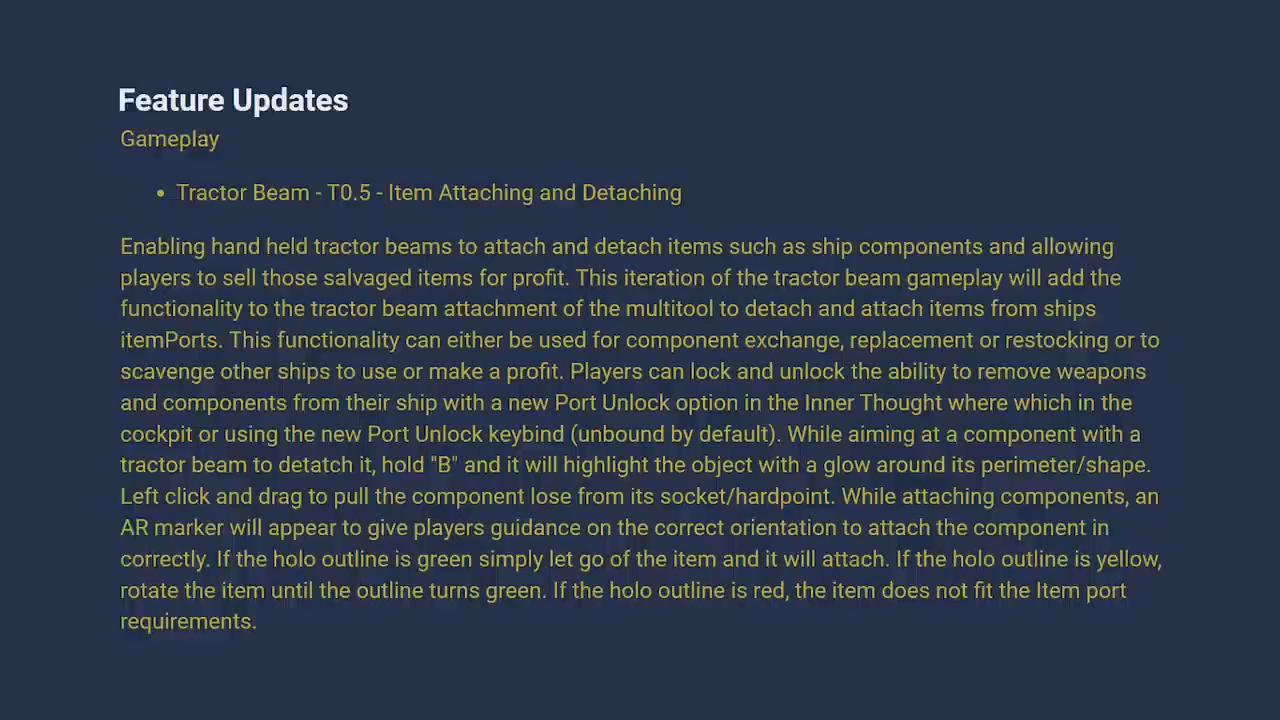 Feature Updates
Gameplay
• Tractor Beam - T0.5 - Item Attaching and Detaching
Enabling hand held tractor beams to attach and detach items such as ship components and allowing
players to sell those salvaged items for profit. This iteration of the tractor beam gameplay will add the
functionality to the tractor beam attachment of the multitool to detach and attach items from ships
itemPorts. This functionality can either be used for component exchange, replacement or restocking or to
scavenge other ships to use or make a profit. Players can lock and unlock the ability to remove weapons
and components from their ship with a new Port Unlock option in the Inner Thought where which in the
cockpit or using the new Port Unlock keybind (unbound by default). While aiming at a component with a
tractor beam to detatch it, hold "B" and it will highlight the object with a glow around its perimeter/shape.
Left click and drag to pull the component lose from its socket/hardpoint. While attaching components, an
AR marker will appear to give players guidance on the correct orientation to attach the component in
correctly. If the holo outline is green simply let go of the item and it will attach. If the holo outline is yellow,
rotate the item until the outline turns green. If the holo outline is red, the item does not fit the Item port
requirements.